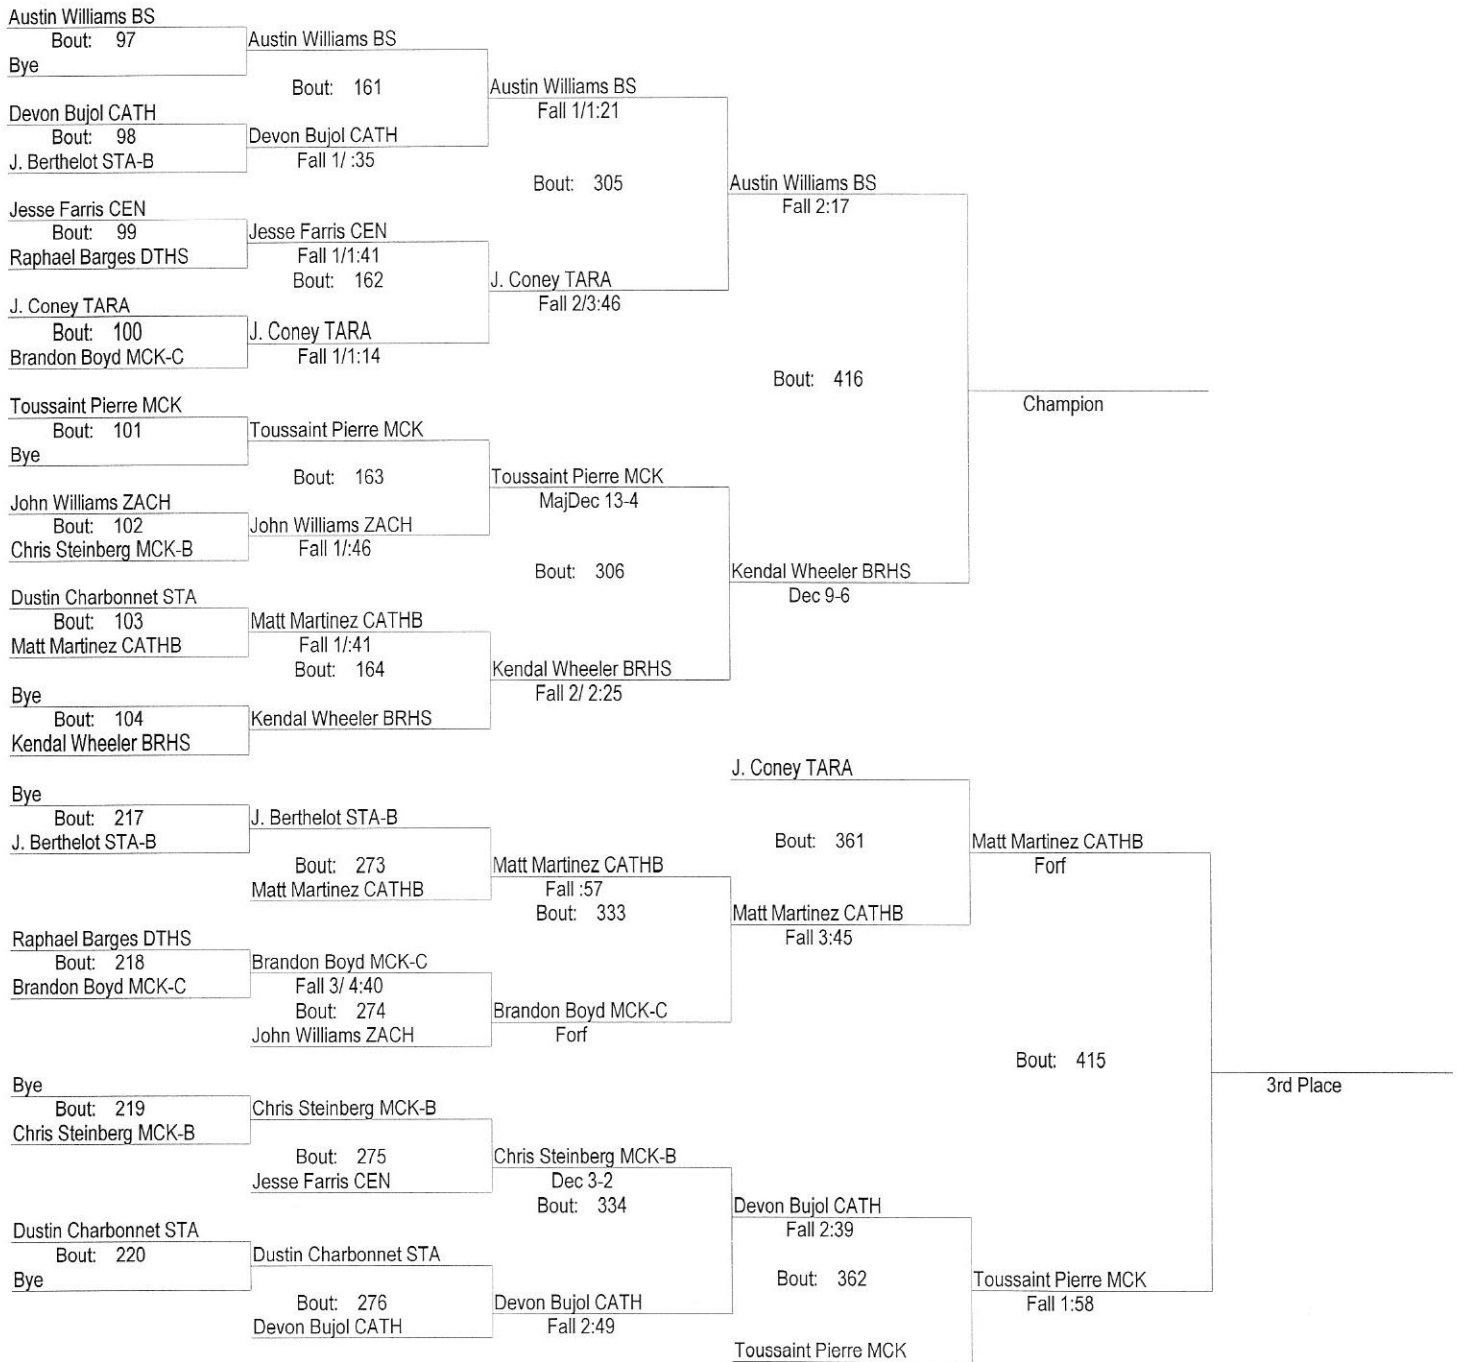 Austin Williams BS
Bout: 97
Bye
Austin Williams BS
Bout: 161
Devon Bujol CATH
Bout: 98
J. Berthelot STA-B
Devon Bujol CATH
Fall 1/ :35
Austin Williams BS
Fall 1/1:21
Bout: 305
Jesse Farris CEN
Bout: 99
Raphael Barges DTHS
Jesse Farris CEN
Fall 1/1:41
Bout: 162
J. Coney TARA
Bout: 100
Brandon Boyd MCK-C
J. Coney TARA
Fall 1/1:14
J. Coney TARA
Fall 2/3:46
Austin Williams BS
Fall 2:17
Bout: 416
Champion
Toussaint Pierre MCK
Bout: 101
Bye
Toussaint Pierre MCK
Bout: 163
John Williams ZACH
Bout: 102
Chris Steinberg MCK-B
John Williams ZACH
Fall 1/:46
Toussaint Pierre MCK
MajDec 13-4
Bout: 306
Dustin Charbonnet STA
Bout: 103
Matt Martinez CATHB
Matt Martinez CATHB
Fall 1/:41
Bout: 164
Bye
Bout: 104
Kendal Wheeler BRHS
Kendal Wheeler BRHS
Kendal Wheeler BRHS
Fall 2/ 2:25
Kendal Wheeler BRHS
Dec 9-6
Bye
Bout: 217
J. Berthelot STA-B
J. Berthelot STA-B
Bout: 273
Matt Martinez CATHB
Matt Martinez CATHB
Fall :57
Bout: 333
Raphael Barges DTHS
Bout: 218
Brandon Boyd MCK-C
Brandon Boyd MCK-C
Fall 3/ 4:40
Bout: 274
John Williams ZACH
Brandon Boyd MCK-C
Forf
J. Coney TARA
Bout: 361
Matt Martinez CATHB
Fall 3:45
Matt Martinez CATHB
Forf
Bout: 415
3rd Place
Bye
Bout: 219
Chris Steinberg MCK-B
Chris Steinberg MCK-B
Bout: 275
Jesse Farris CEN
Chris Steinberg MCK-B
Dec 3-2
Bout: 334
Dustin Charbonnet STA
Bout: 220
Bye
Dustin Charbonnet STA
Bout: 276
Devon Bujol CATH
Devon Bujol CATH
Fall 2:49
Devon Bujol CATH
Fall 2:39
Bout: 362
Toussaint Pierre MCK
Toussaint Pierre MCK
Fall 1:58